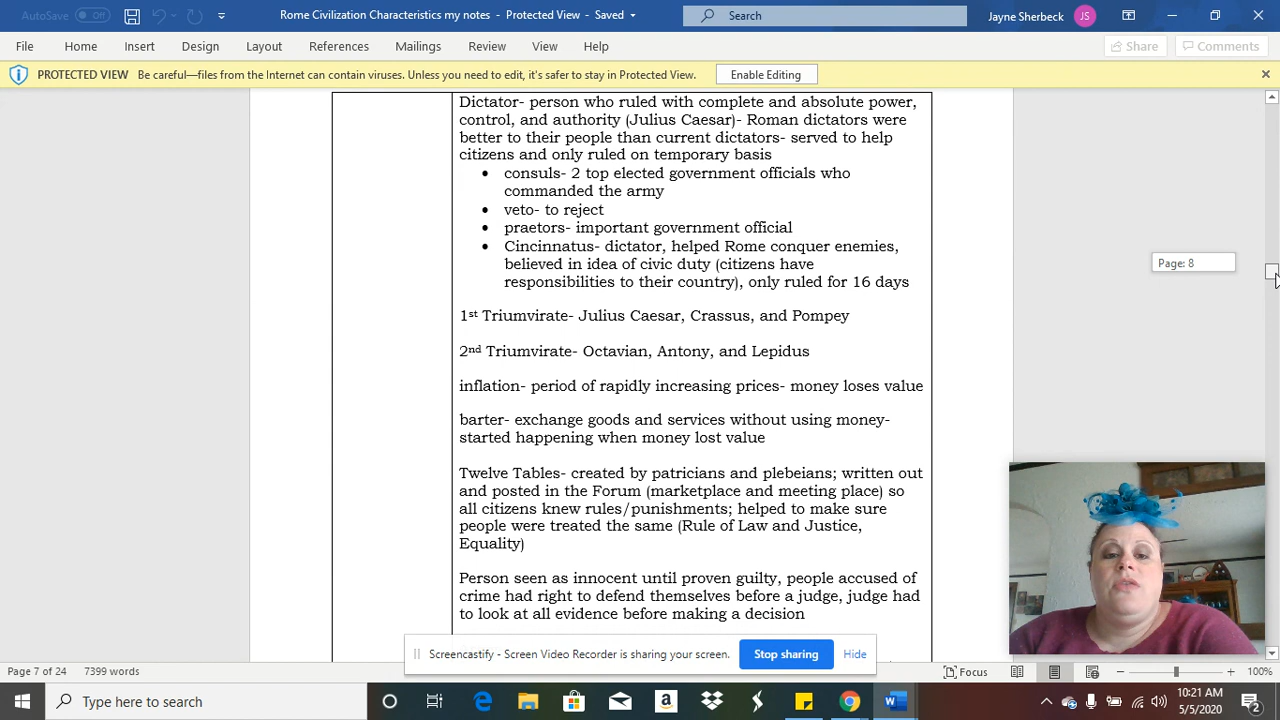 AutoSave
Off
Rome Civilization Characteristics my notes - Protected View - Saved
Search
Jayne Sherbeck
JS
File
Home
Insert
Design
Layout
References
Mailings
Review
View
Help
Share
Comments
PROTECTED VIEW
Be careful—files from the Internet can contain viruses. Unless you need to edit, it's safer to stay in Protected View.
Enable Editing
Dictator- person who ruled with complete and absolute power,
control, and authority (Julius Caesar)- Roman dictators were
better to their people than current dictators- served to help
citizens and only ruled on temporary basis
• consuls- 2 top elected government officials who
commanded the army
• veto- to reject
• praetors- important government official
• Cincinnatus- dictator, helped Rome conquer enemies,
believed in idea of civic duty (citizens have
responsibilities to their country), only ruled for 16 days
Page: 8
1st Triumvirate- Julius Caesar, Crassus, and Pompey
2nd Triumvirate- Octavian, Antony, and Lepidus
inflation- period of rapidly increasing prices- money loses value
barter- exchange goods and services without using money-
started happening when money lost value
Twelve Tables- created by patricians and plebeians; written out
and posted in the Forum (marketplace and meeting place) so
all citizens knew rules/punishments; helped to make sure
people were treated the same (Rule of Law and Justice,
Equality)
Person seen as innocent until proven guilty, people accused of
crime had right to defend themselves before a judge, judge had
to look at all evidence before making a decision
Screencastify - Screen Video Recorder is sharing your screen.
Stop sharing
Hide
Page 7 of 24
7399 words
Focus
100%
Type here to search
10:21 AM
5/5/2020
2